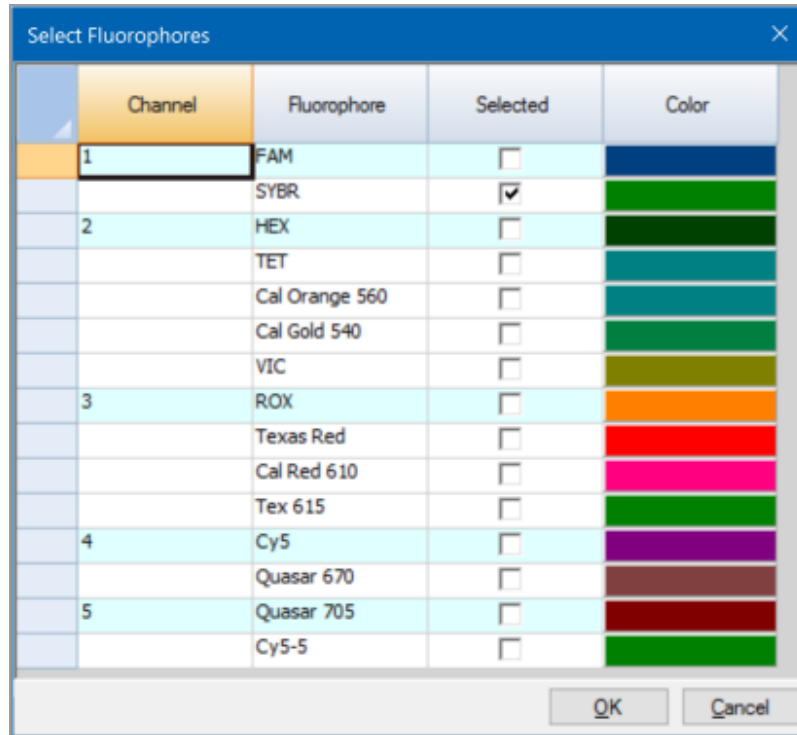 Select Fluorophores
Channel Fluorophore Selected Color
1 FAM
SYBR
2 HEX
TET
Cal Orange 560
Cal Gold 540
VIC
3 ROX
Texas Red
Cal Red 610
Tex 615
4 Cy5
Quasar 670
5 Quasar 705
Cy5-5
OK Cancel